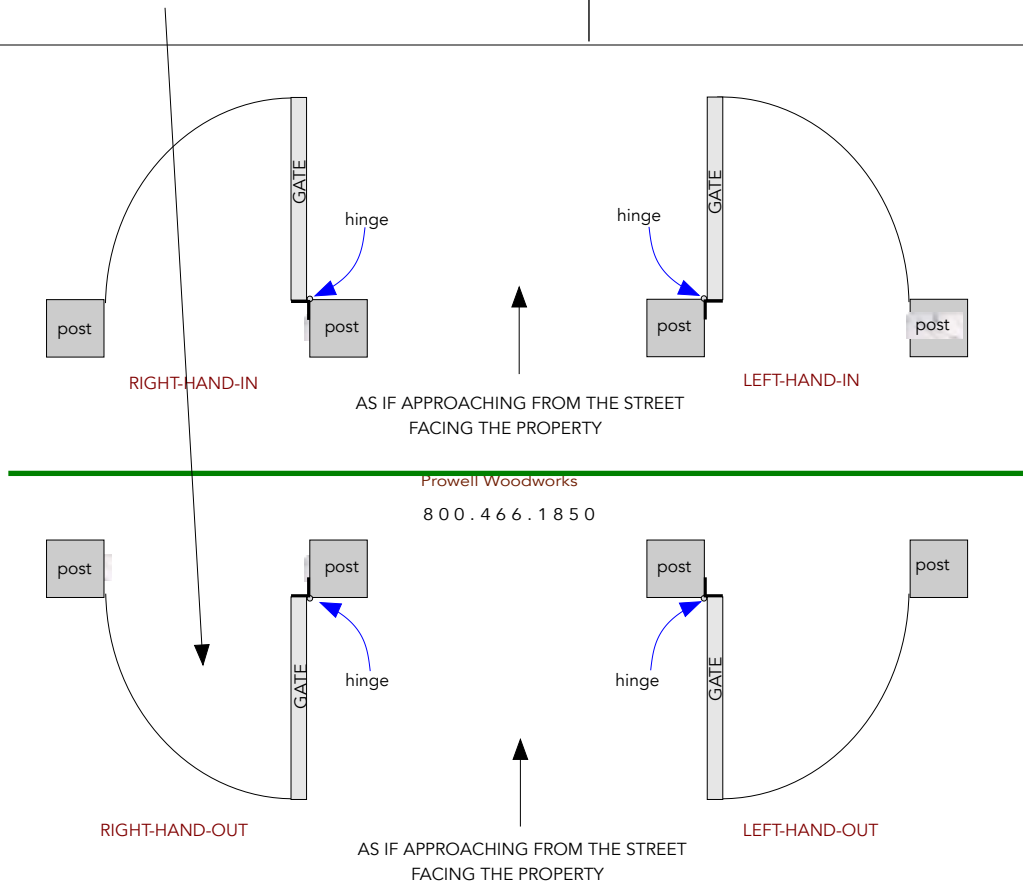 GATE
GATE
hinge
hinge
post
post
post
post
RIGHT-HAND-IN
LEFT-HAND-IN
AS IF APPROACHING FROM THE STREET
FACING THE PROPERTY
Prowell Woodworks
800.466.1850
post
post
post
post
GATE
GATE
hinge
hinge
RIGHT-HAND-OUT
LEFT-HAND-OUT
AS IF APPROACHING FROM THE STREET
FACING THE PROPERTY